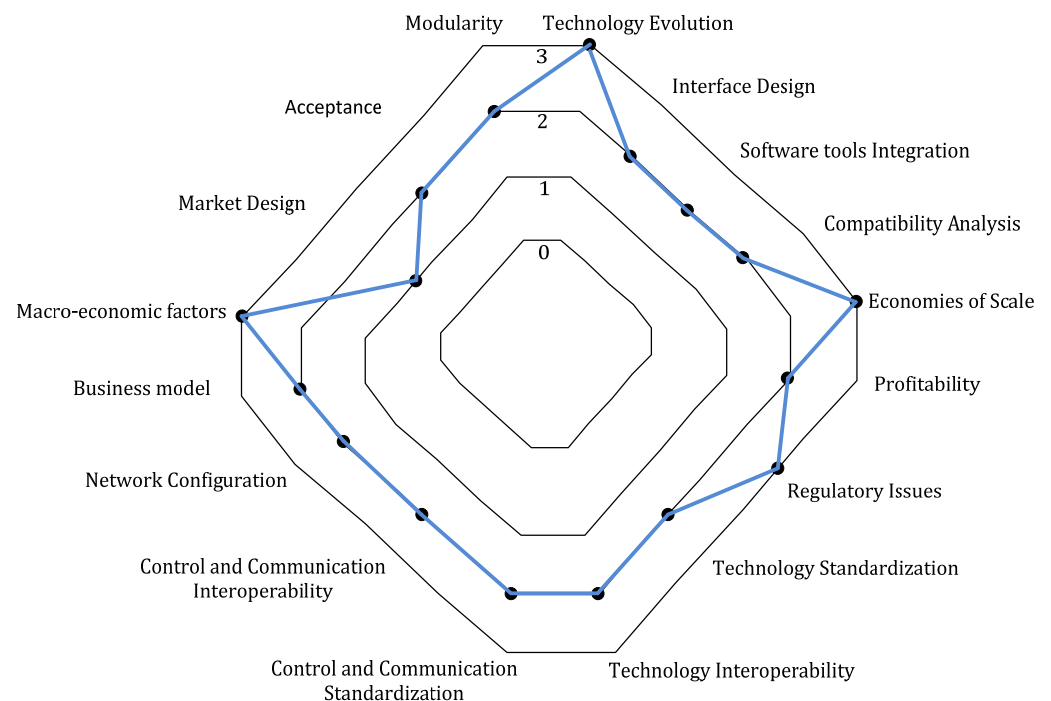 Modularity
Technology Evolution
3
Interface Design
Acceptance
2
Software tools Integration
1
Market Design
Compatibility Analysis
0
Macro-economic factors
Economies of Scale
Business model
Profitability
Network Configuration
Regulatory Issues
Control and Communication
Interoperability
Technology Standardization
Control and Communication
Standardization
Technology Interoperability